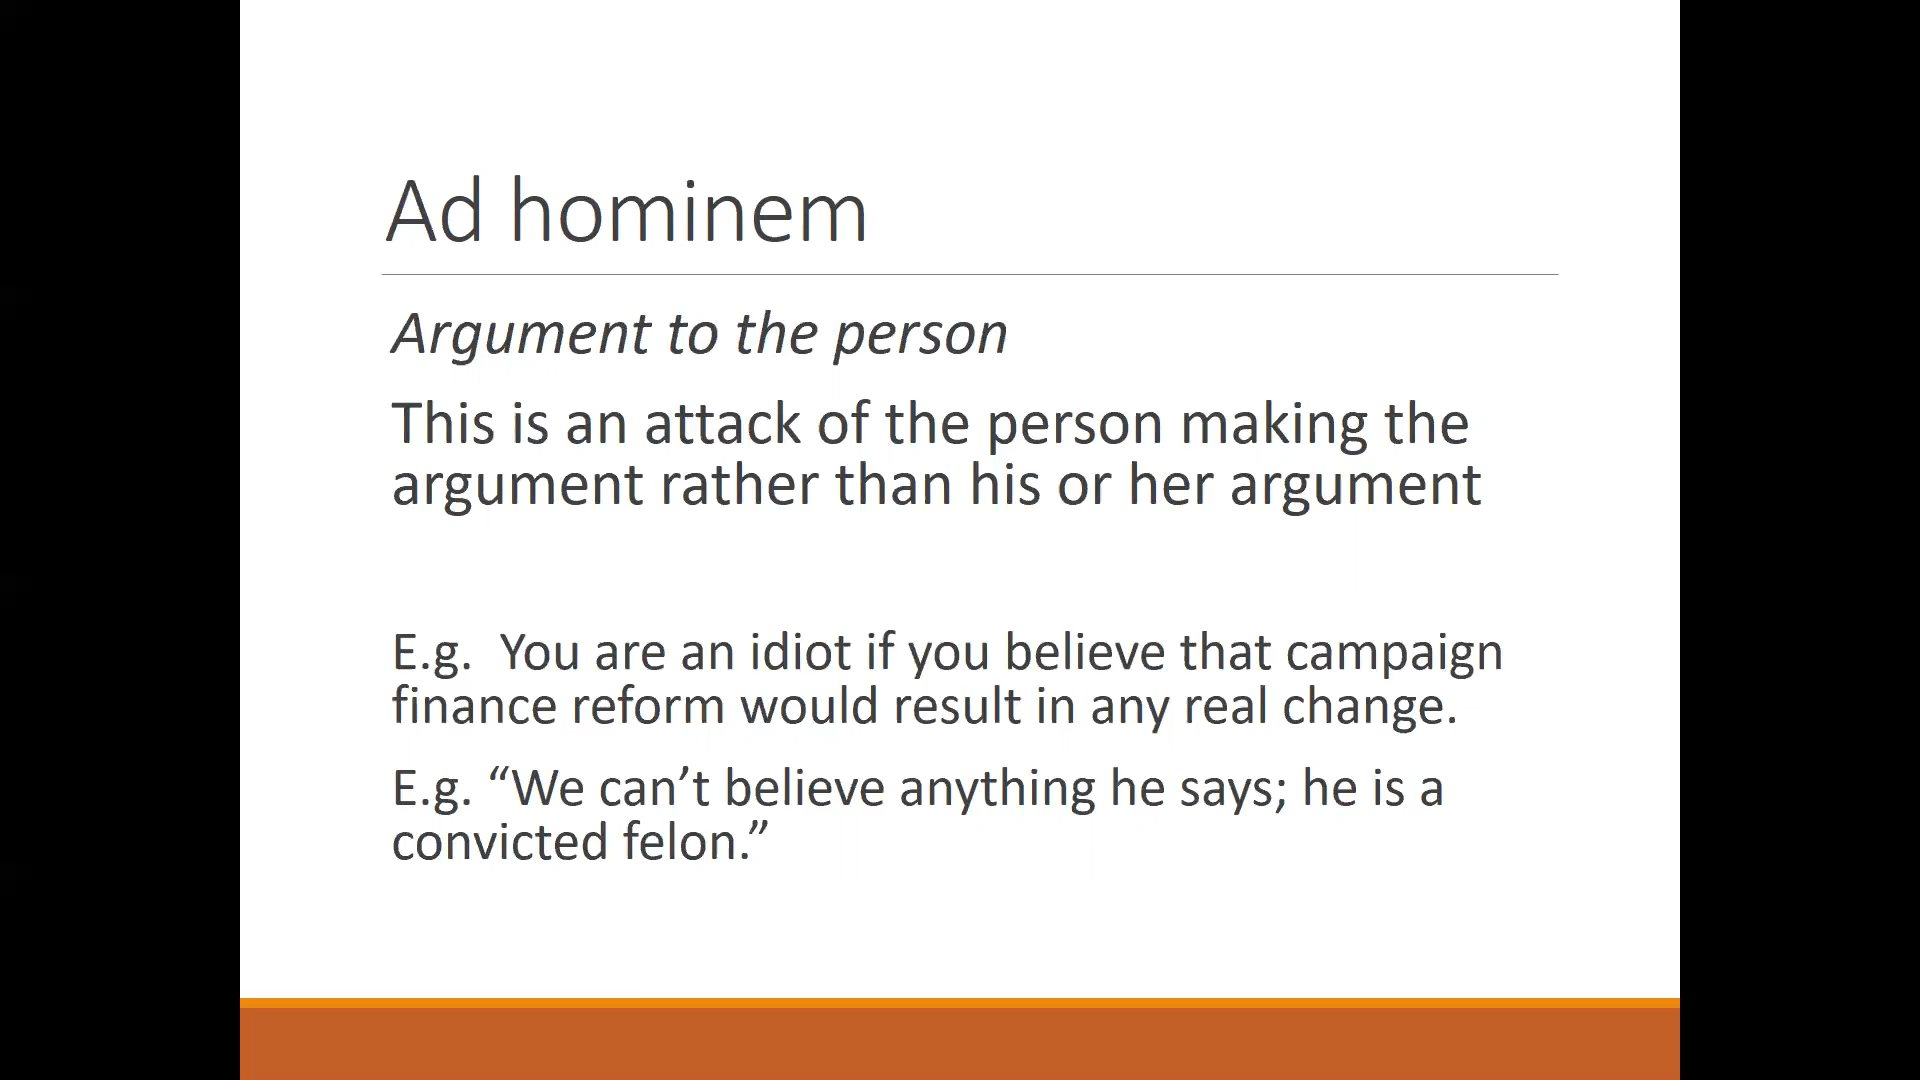 Ad hominem
Argument to the person
This is an attack of the person making the
argument rather than his or her argument
E.g.  You are an idiot if you believe that campaign
finance reform would result in any real change.
E.g. “We can’t believe anything he says; he is a
convicted felon.”